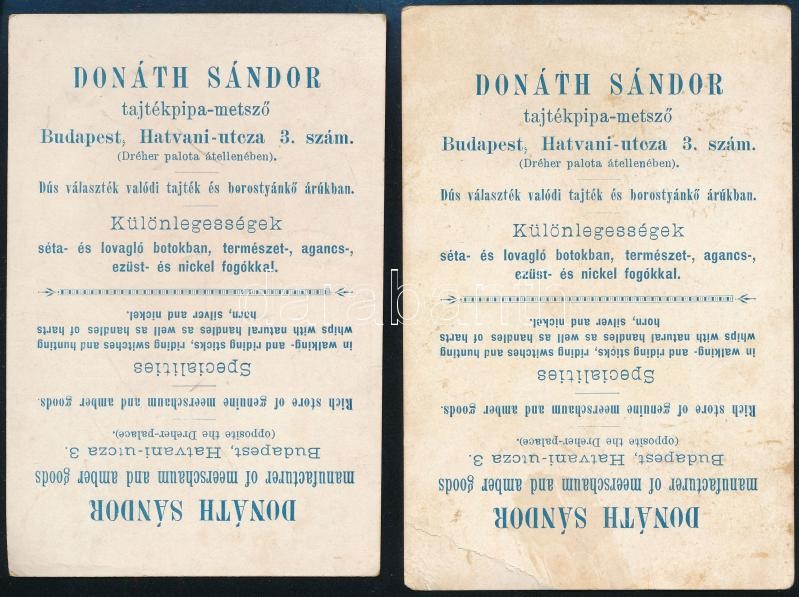 DONÁTH SÁNDOR
tajtékpipa-metsző
Budapest, Hatvani-utcza 3. szám.
(Dréher palota átellenében).
Dús választék valódi tajték és borostyánkő árúkban.
Különlegességek
séta- és lovagló botokban, természet-, agancs-,
ezüst- és nickel fogókkal.
DONÁTH SÁNDOR
manufacturer of meerschaum and amber goods
Budapest, Hatvani-utcza 3.
(opposite the Dreher-palace).
Rich store of genuine meerschaum and amber goods.
Specialities
in walking- and riding sticks, riding and switches and hunting
whips with natural handles as well as handles of harts
horn, silver and nickel.
DONÁTH SÁNDOR
tajtékpipa-metsző
Budapest, Hatvani-utcza 3. szám.
(Dréher palota átellenében).
Dús választék valódi tajték és borostyánkő árúkban.
Különlegességek
séta- és lovagló botokban, természet-, agancs-,
ezüst- és nickel fogókkal.
DONÁTH SÁNDOR
manufacturer of meerschaum and amber goods
Budapest, Hatvani-utcza 3.
(opposite the Dreher-palace).
Rich store of genuine meerschaum and amber goods.
Specialities
in walking- and riding sticks, riding and switches and hunting
whips with natural handles as well as handles of harts
horn, silver and nickel.
darabanth